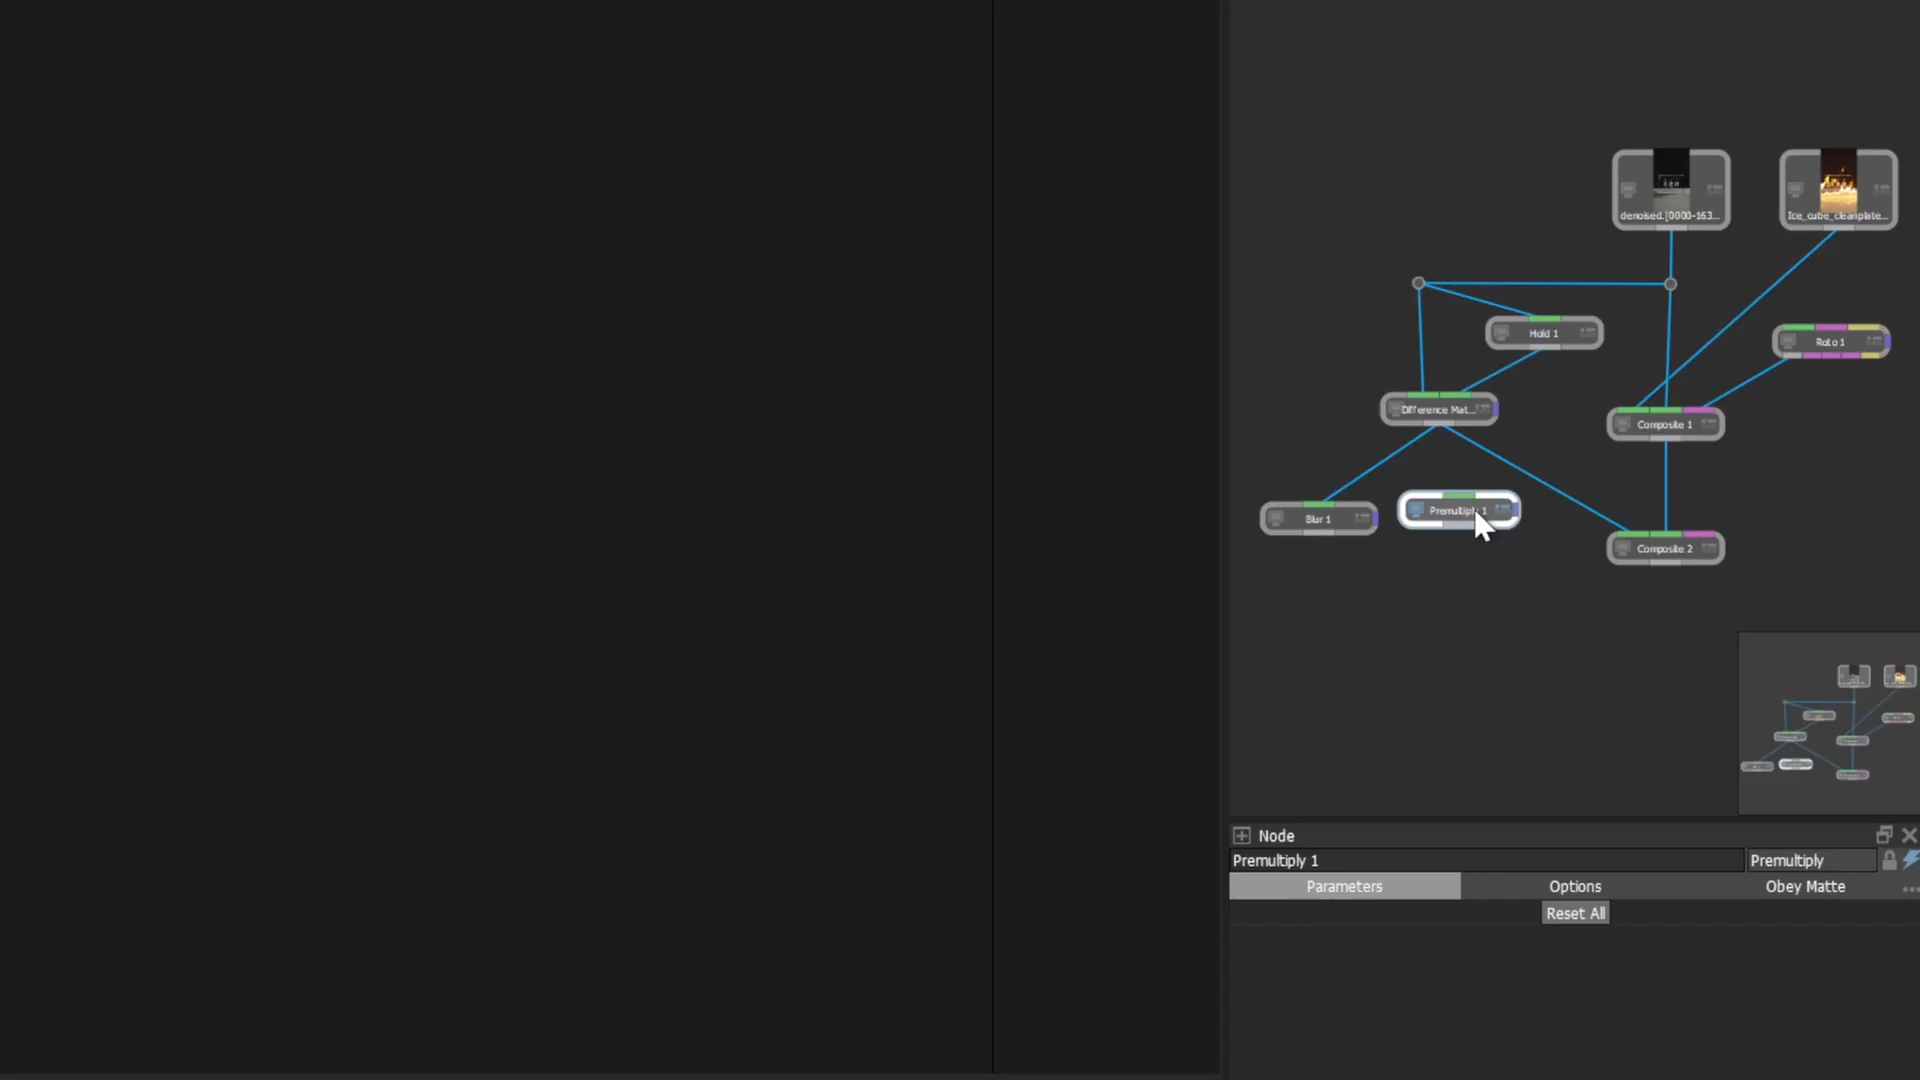 denoised.[0000-163...
Ice_cube_cleanplate...
Hold 1
Roto 1
Difference Mat...
Composite 1
Blur 1
Premultiply 1
Composite 2
Node
Premultiply 1
Premultiply
Parameters
Options
Obey Matte
Reset All